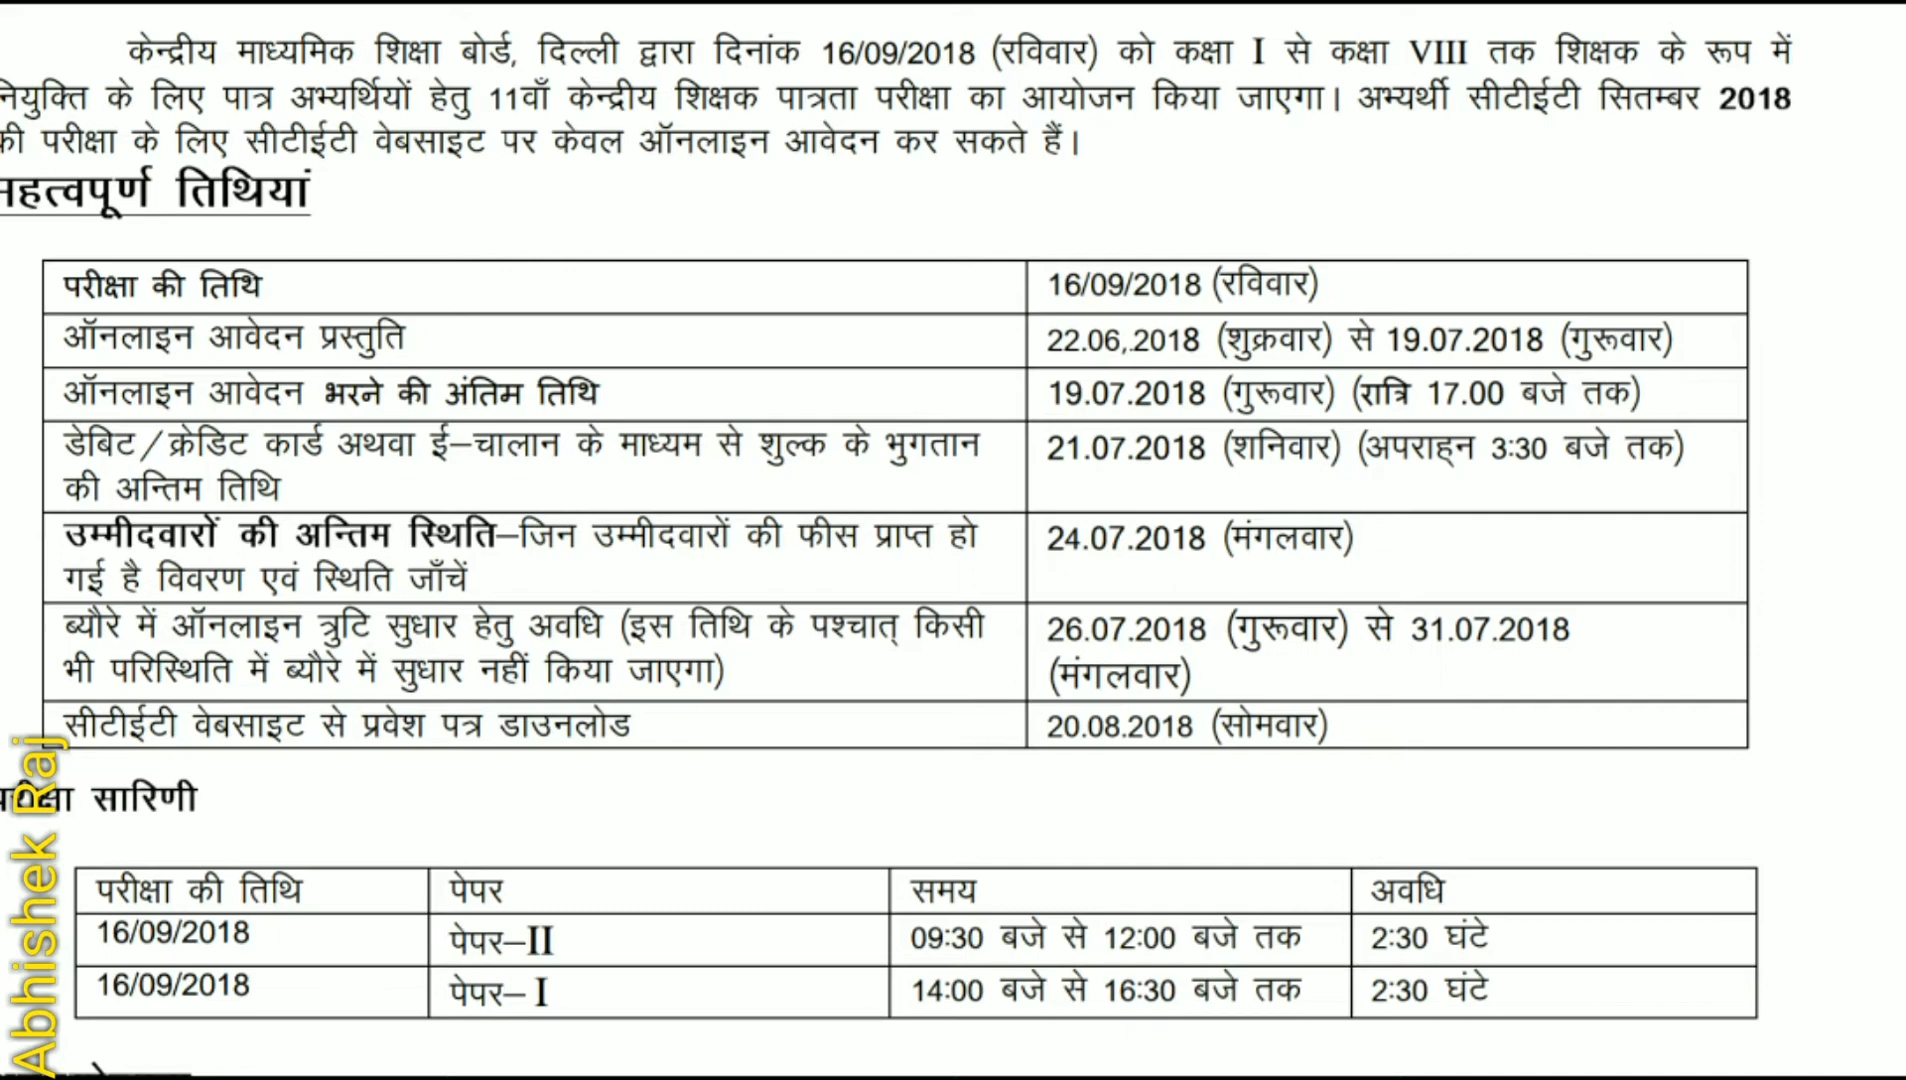 केन्द्रीय माध्यमिक शिक्षा बोर्ड, दिल्ली द्वारा दिनांक 16/09/2018 (रविवार) को कक्षा I से कक्षा VIII तक शिक्षक के रूप में
नियुक्ति के लिए पात्र अभ्यर्थियों हेतु 11वाँ केन्द्रीय शिक्षक पात्रता परीक्षा का आयोजन किया जाएगा। अभ्यर्थी सीटीईटी सितम्बर 2018
की परीक्षा के लिए सीटीईटी वेबसाइट पर केवल ऑनलाइन आवेदन कर सकते हैं।
महत्वपूर्ण तिथियां
परीक्षा की तिथि 16/09/2018 (रविवार)
ऑनलाइन आवेदन प्रस्तुति 22.06,.2018 (शुक्रवार) से 19.07.2018 (गुरूवार)
ऑनलाइन आवेदन भरने की अंतिम तिथि 19.07.2018 (गुरूवार) (रात्रि 17.00 बजे तक)
डेबिट/क्रेडिट कार्ड अथवा ई–चालान के माध्यम से शुल्क के भुगतान 21.07.2018 (शनिवार) (अपराह्न 3:30 बजे तक)
की अन्तिम तिथि
उम्मीदवारों की अन्तिम स्थिति–जिन उम्मीदवारों की फीस प्राप्त हो 24.07.2018 (मंगलवार)
गई है विवरण एवं स्थिति जाँचें
ब्यौरे में ऑनलाइन त्रुटि सुधार हेतु अवधि (इस तिथि के पश्चात् किसी 26.07.2018 (गुरूवार) से 31.07.2018
भी परिस्थिति में ब्यौरे में सुधार नहीं किया जाएगा) (मंगलवार)
सीटीईटी वेबसाइट से प्रवेश पत्र डाउनलोड 20.08.2018 (सोमवार)
परीक्षा सारिणी
परीक्षा की तिथि पेपर समय अवधि
16/09/2018 पेपर–II 09:30 बजे से 12:00 बजे तक 2:30 घंटे
16/09/2018 पेपर– I 14:00 बजे से 16:30 बजे तक 2:30 घंटे
Abhishek Raj